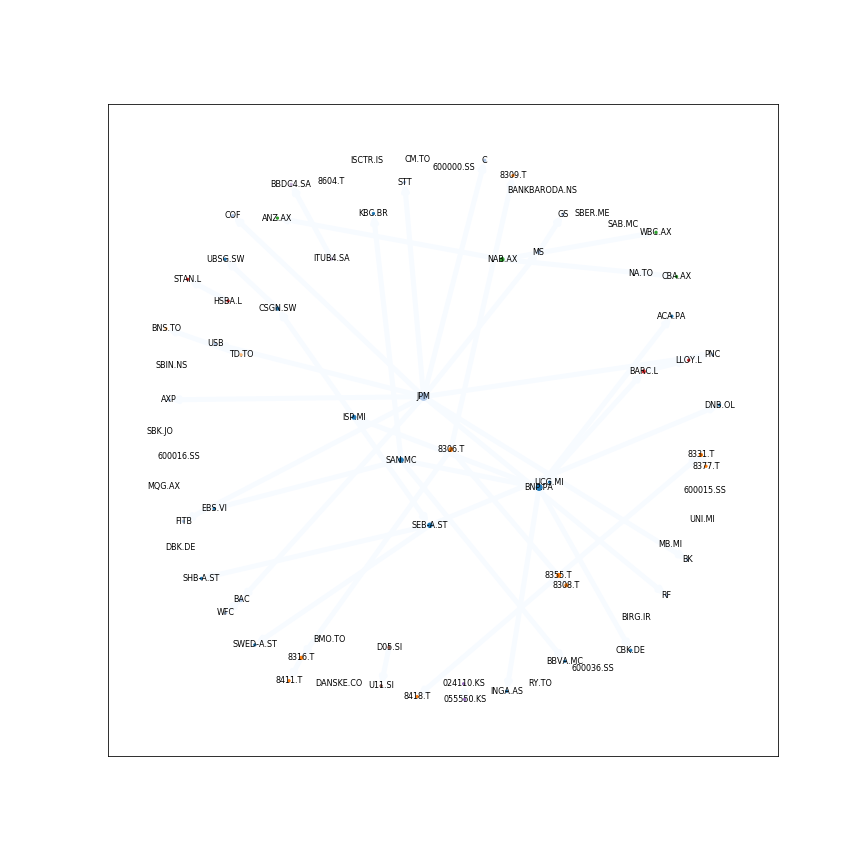 ISCTR.IS
CM.TO
C
600000.SS
8309.T
8604.T
STT
BBDC4.SA
BANKBARODA.NS
COF
ANZ.AX
KBC.BR
GS
SBER.ME
SAB.MC
WBC.AX
MS
UBSG.SW
ITUB4.SA
NAB.AX
NA.TO
CBA.AX
STAN.L
HSBA.L
CSGN.SW
ACA.PA
BNS.TO
USB
TD.TO
PNC
LLOY.L
SBIN.NS
BARC.L
AXP
JPM
DNB.OL
ISP.MI
SBK.JO
8306.T
8331.T
600016.SS
SAN.MC
8377.T
MQG.AX
UCG.MI
BNP.PA
600015.SS
EBS.VI
FITB
SEB-A.ST
UNI.MI
DBK.DE
MB.MI
BK
SHB-A.ST
8355.T
8308.T
BAC
RF
WFC
BIRG.IR
SWED-A.ST
BMO.TO
D05.SI
CBK.DE
8316.T
BBVA.MC
600036.SS
8411.T
DANSKE.CO
U11.SI
024110.KS
RY.TO
INGA.AS
8418.T
055550.KS